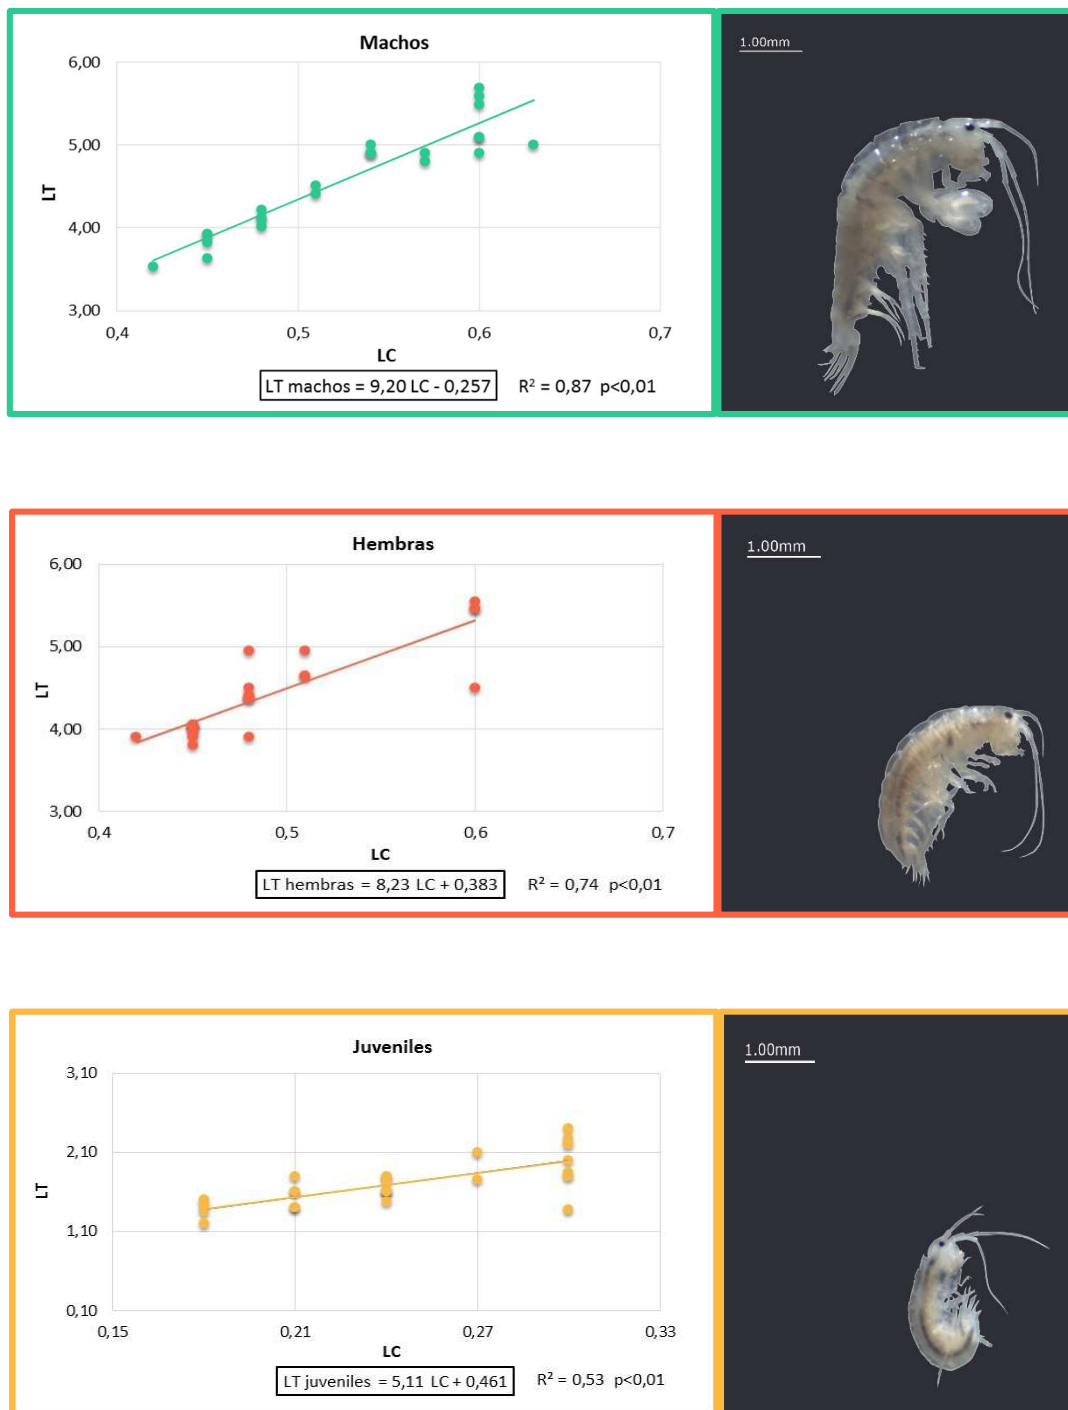 Machos
1.00mm
6,00
5,00
LT
4,00
3,00
0,4 0,5 0,6 0,7
LC
LT machos = 9,20 LC - 0,257 R² = 0,87 p<0,01
Hembras
1.00mm
6,00
5,00
LT
4,00
3,00
0,4 0,5 0,6 0,7
LC
LT hembras = 8,23 LC + 0,383 R² = 0,74 p<0,01
Juveniles
1.00mm
3,10
2,10
LT
1,10
0,10
0,15 0,21 0,27 0,33
LC
LT juveniles = 5,11 LC + 0,461 R² = 0,53 p<0,01